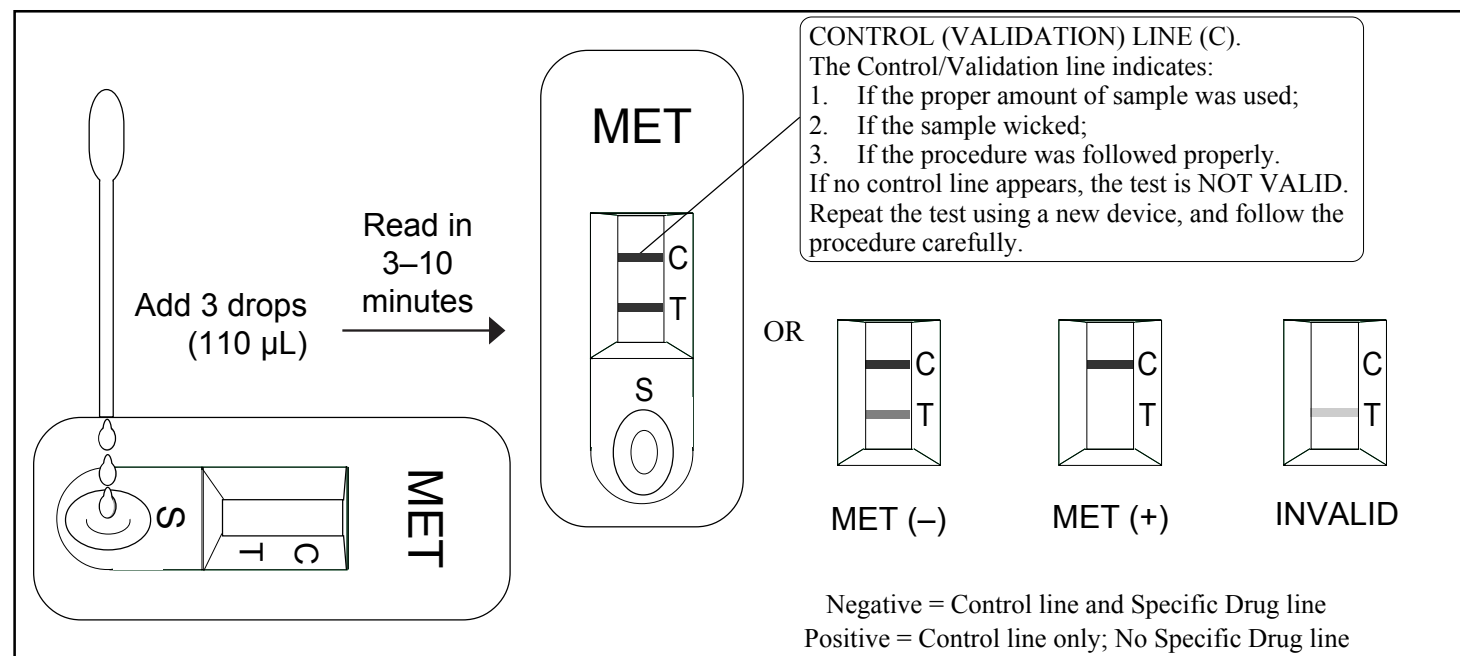 CONTROL (VALIDATION) LINE (C).
The Control/Validation line indicates:
1. If the proper amount of sample was used;
2. If the sample wicked;
3. If the procedure was followed properly.
If no control line appears, the test is NOT VALID.
Repeat the test using a new device, and follow the
procedure carefully.
MET
C
T
S
Read in
3–10
minutes
Add 3 drops
(110 µL)
S
T
C
MET
OR
C
T
MET (–)
C
T
MET (+)
C
T
INVALID
Negative = Control line and Specific Drug line
Positive = Control line only; No Specific Drug line